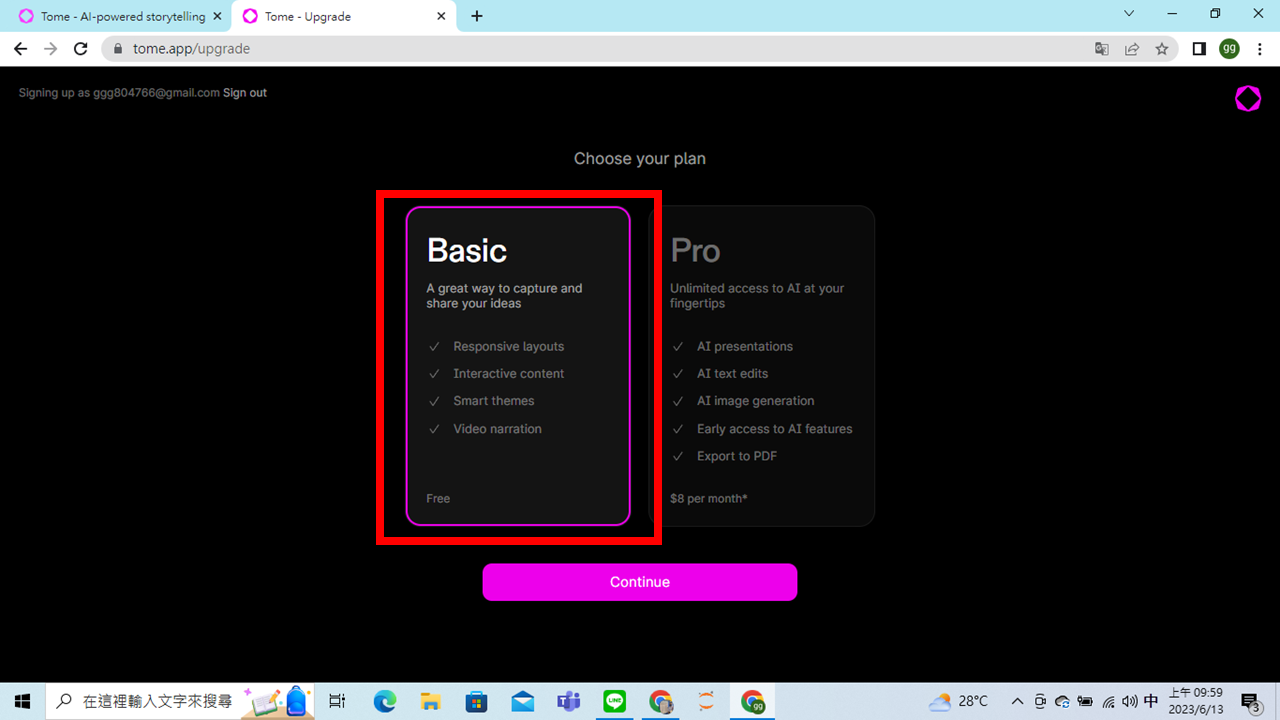 Tome - AI-powered storytelling
Tome - Upgrade
tome.app/upgrade
gg
Signing up as ggg804766@gmail.com Sign out
Choose your plan
Basic
A great way to capture and
share your ideas
Responsive layouts
Interactive content
Smart themes
Video narration
Free
Pro
Unlimited access to AI at your
fingertips
AI presentations
AI text edits
AI image generation
Early access to AI features
Export to PDF
$8 per month*
Continue
在這裡輸入文字來搜尋
LINE
gg
28°C
中
上午 09:59
2023/6/13
3